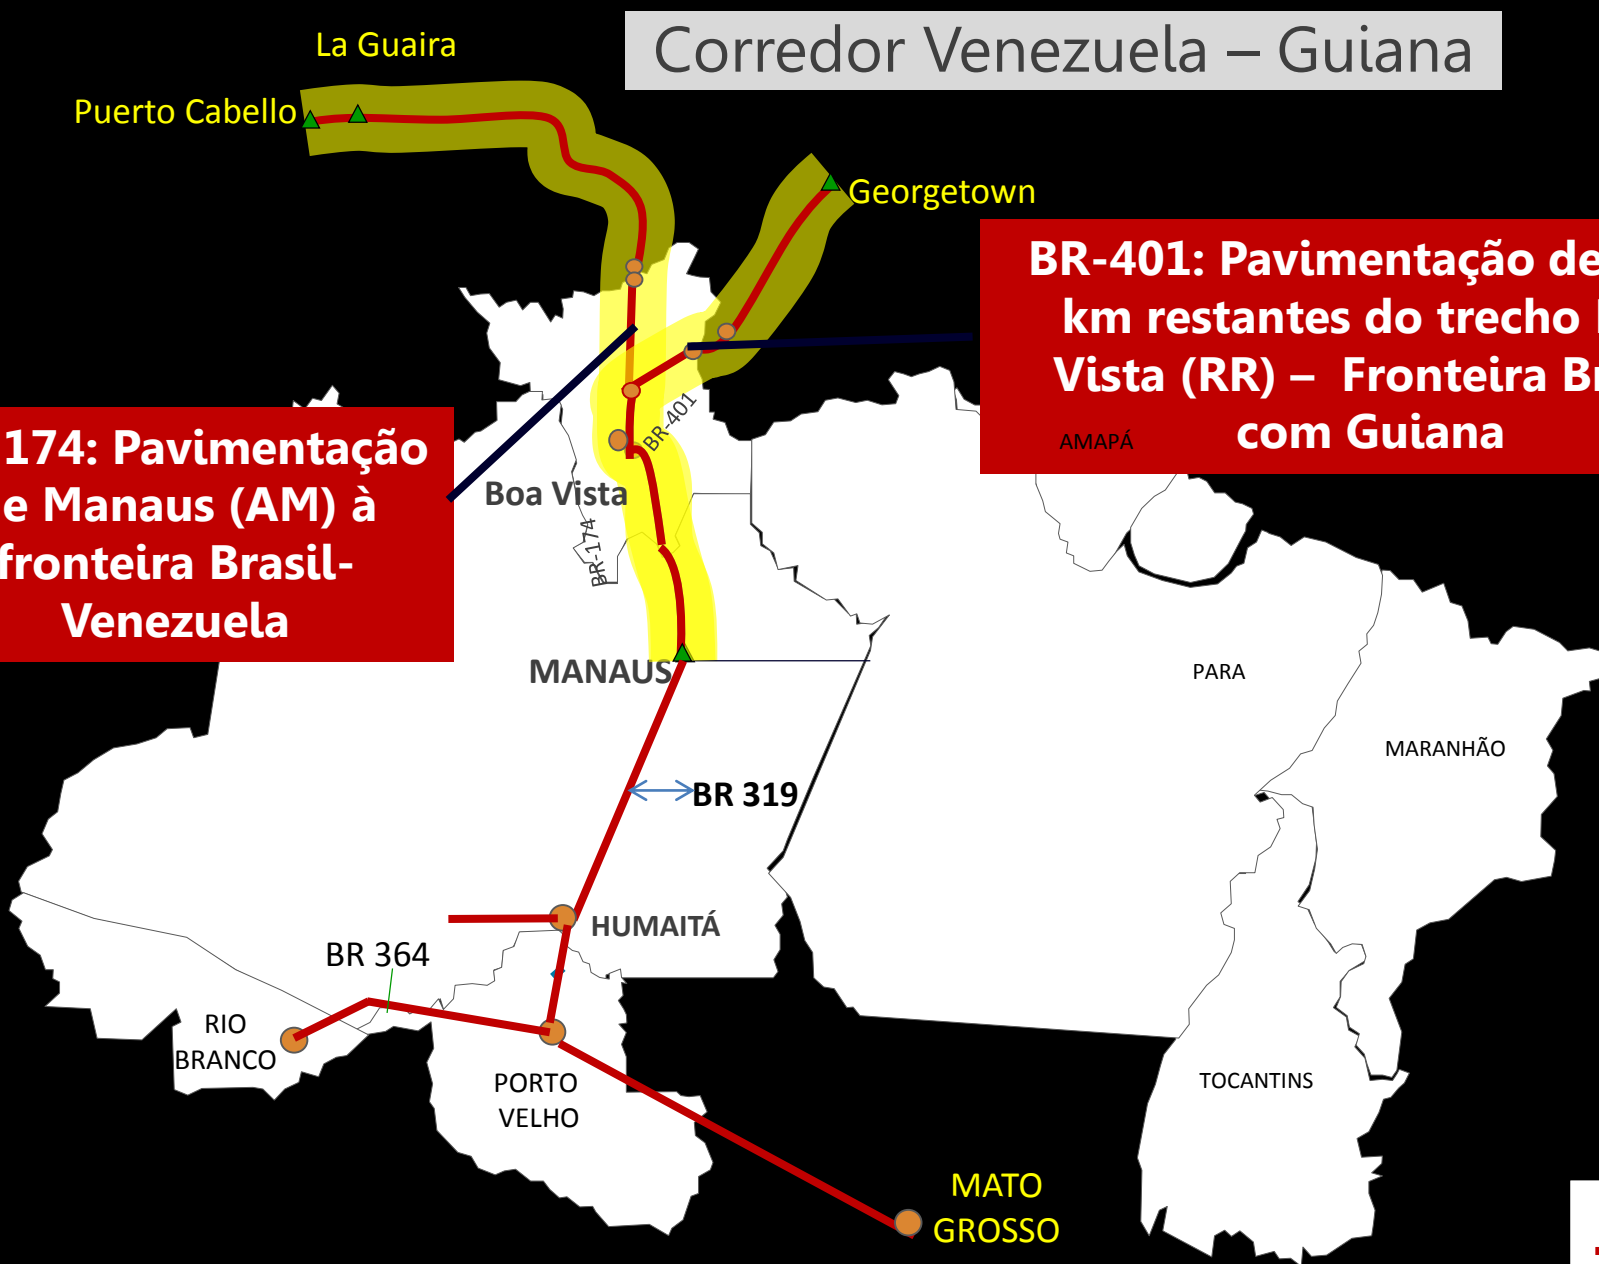 La Guaira
Corredor Venezuela – Guiana
Puerto Cabello
Georgetown
BR-401: Pavimentação de
km restantes do trecho
Vista (RR) – Fronteira
com Guiana
AMAPÁ
174: Pavimentação
e Manaus (AM) à
fronteira Brasil-
Venezuela
BR-401
Boa Vista
BR-174
MANAUS
PARA
MARANHÃO
BR 319
HUMAITÁ
BR 364
RIO
BRANCO
PORTO
VELHO
TOCANTINS
MATO
GROSSO